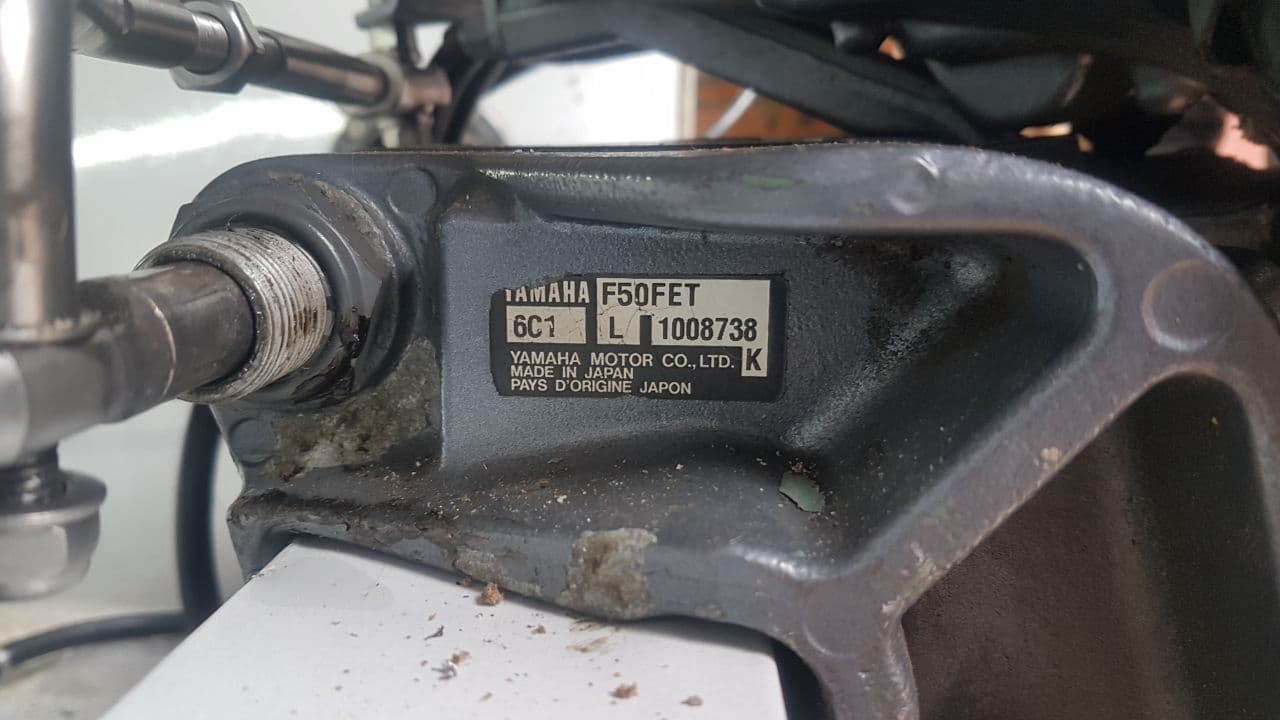 YAMAHA F50FET
6C1 L 1008738
YAMAHA MOTOR CO., LTD. K
MADE IN JAPAN
PAYS D'ORIGINE JAPON